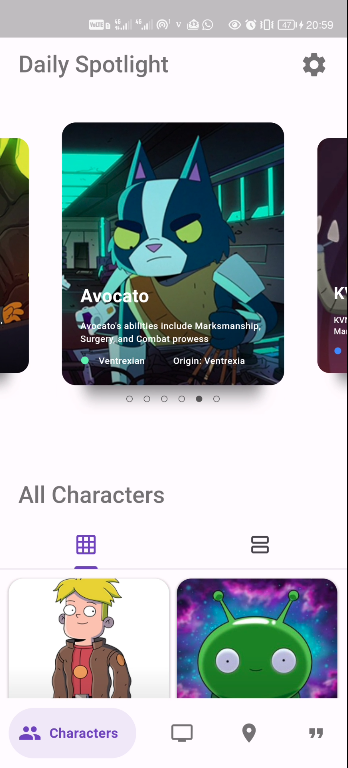 47
20:59
Daily Spotlight
Avocato
Avocato's abilities include Marksmanship,
Surgery, and Combat prowess
Ventrexian Origin: Ventrexia
KV
KVN
Ma
All Characters
Characters